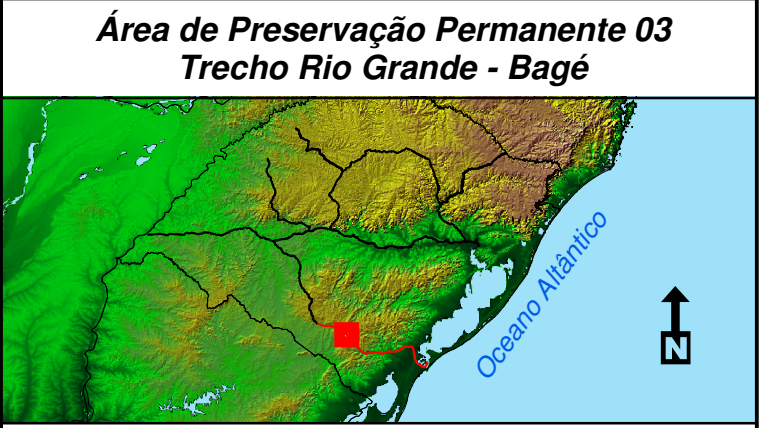 Área de Preservação Permanente 03
Trecho Rio Grande - Bagé
Oceano Altântico
N